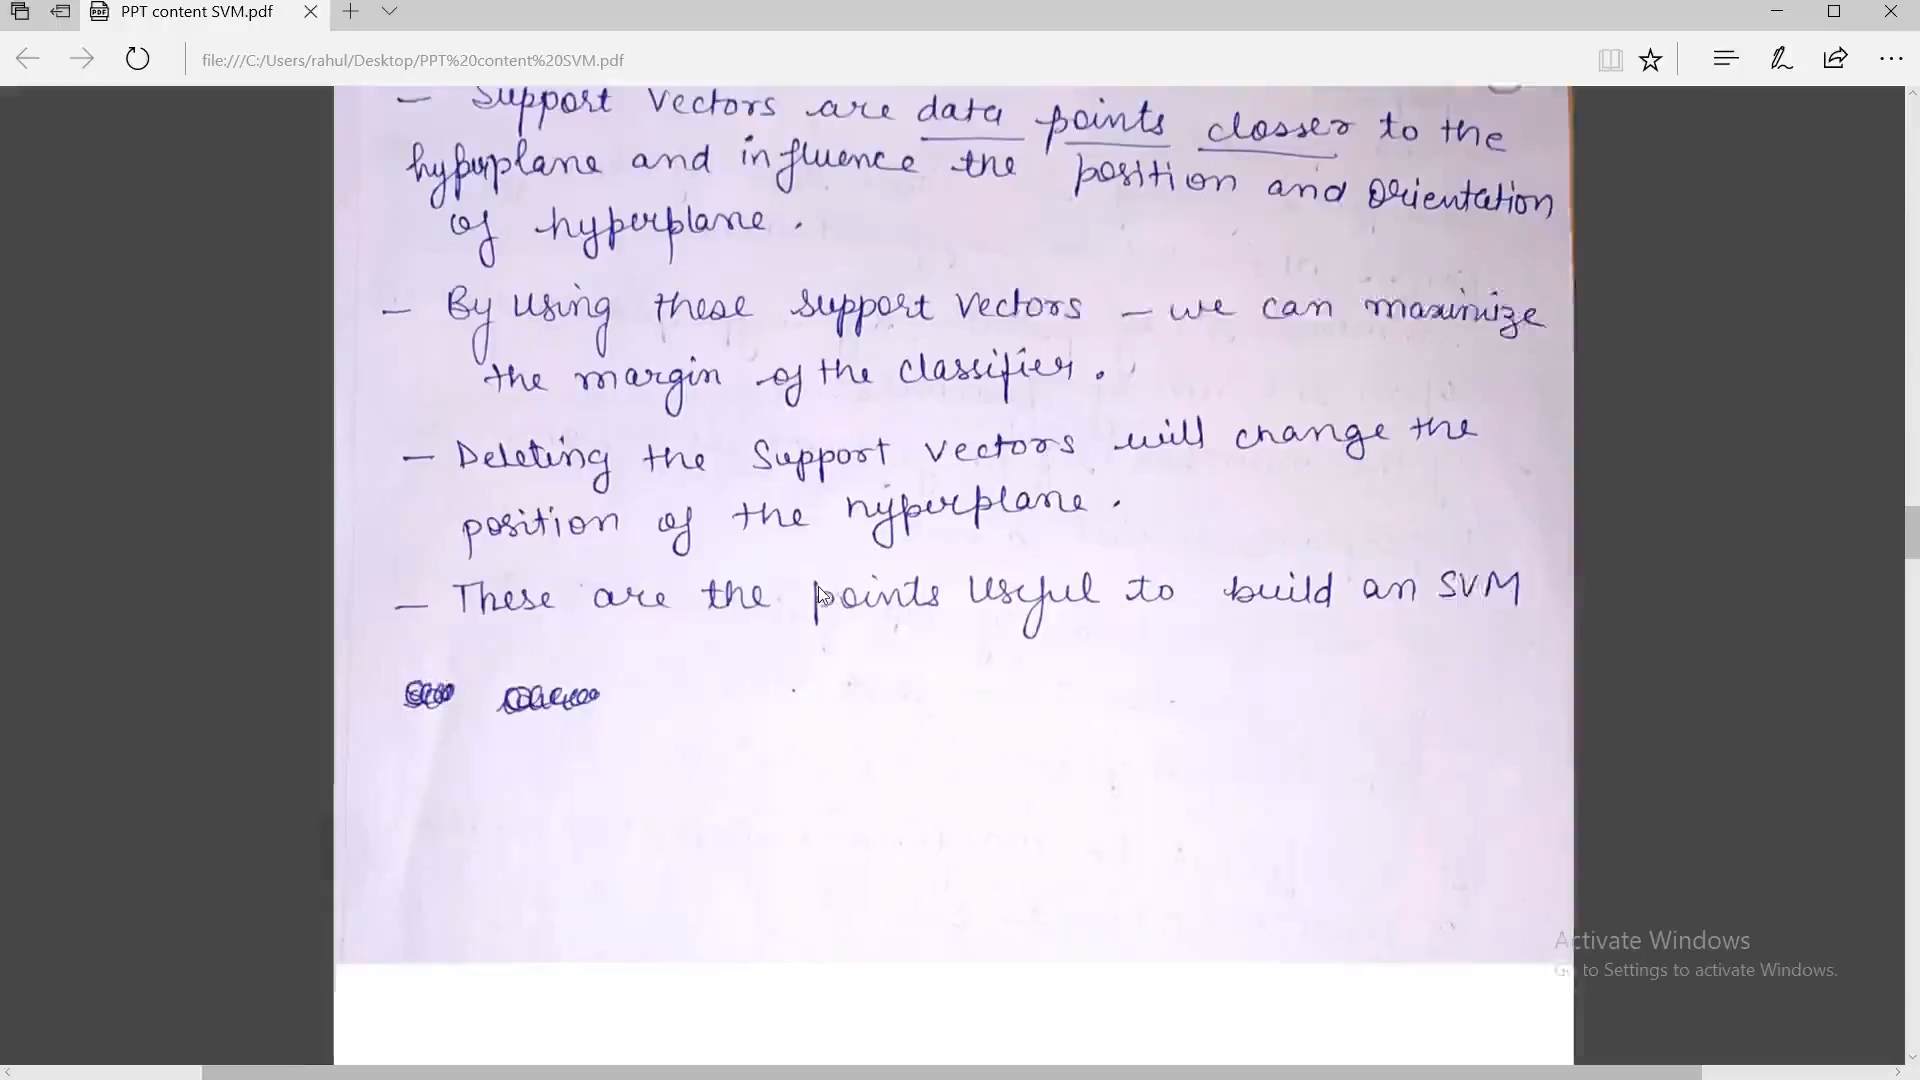 PPT content SVM.pdf
file:///C:/Users/rahul/Desktop/PPT%20content%20SVM.pdf
– Support Vectors are data points closser to the
hyperplane and influence the position and Orientation
of hyperplane.
– By using these support vectors – we can maximize
the margin of the classifier.
– Deleting the Support vectors will change the
position of the hyperplane.
– These are the points useful to build an SVM
Activate Windows
Go to Settings to activate Windows.